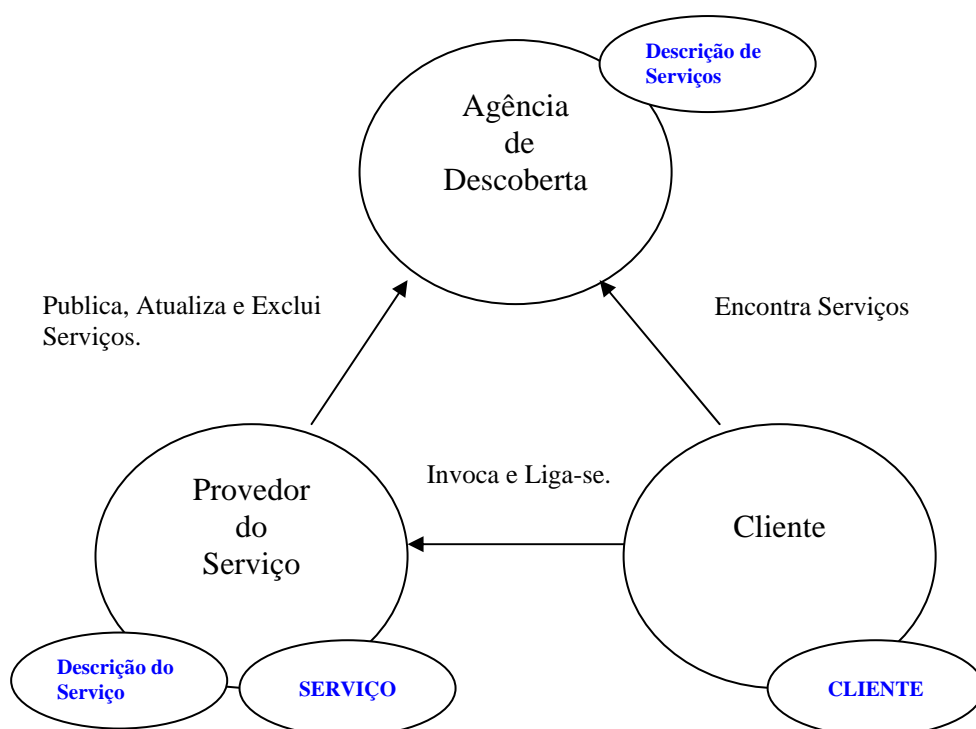 Descrição de
Serviços
Agência
de
Descoberta
Publica, Atualiza e Exclui
Serviços.
Encontra Serviços
Invoca e Liga-se.
Provedor
do
Serviço
Cliente
Descrição do
Serviço
SERVIÇO
CLIENTE